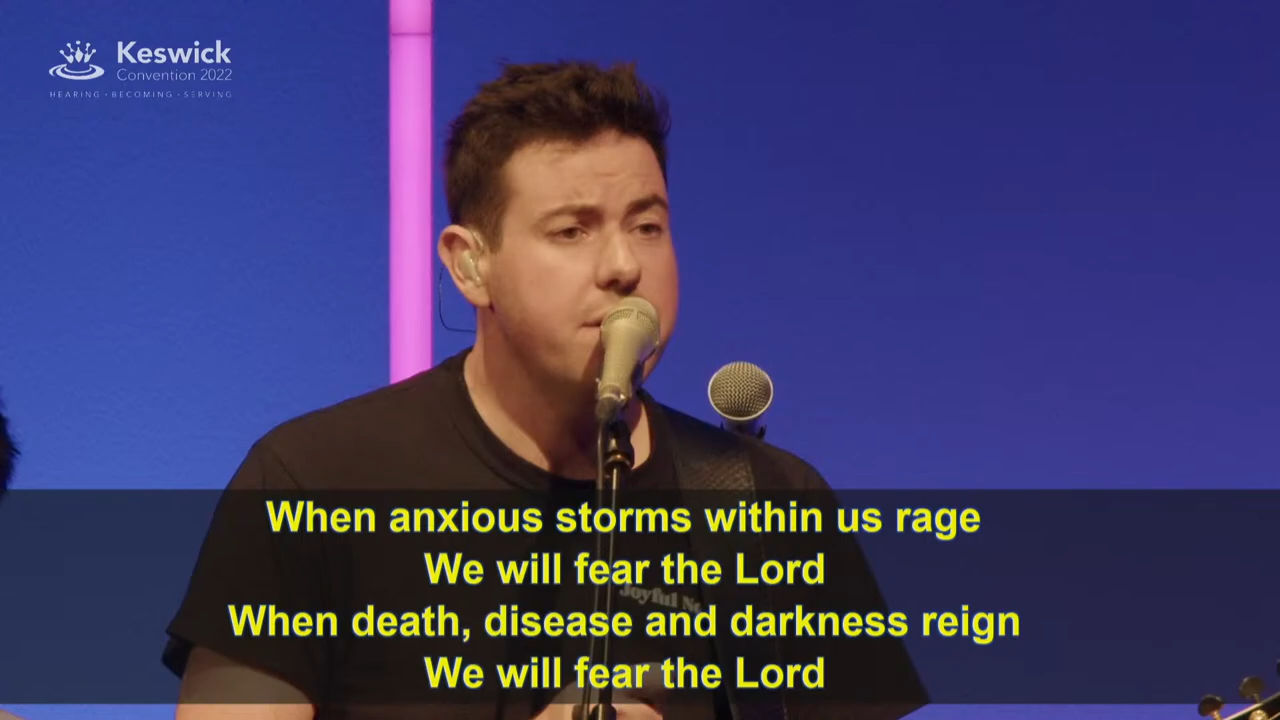 Keswick
Convention 2022
HEARING · BECOMING · SERVING
When anxious storms within us rage
We will fear the Lord
Joyful
When death, disease and darkness reign
We will fear the Lord